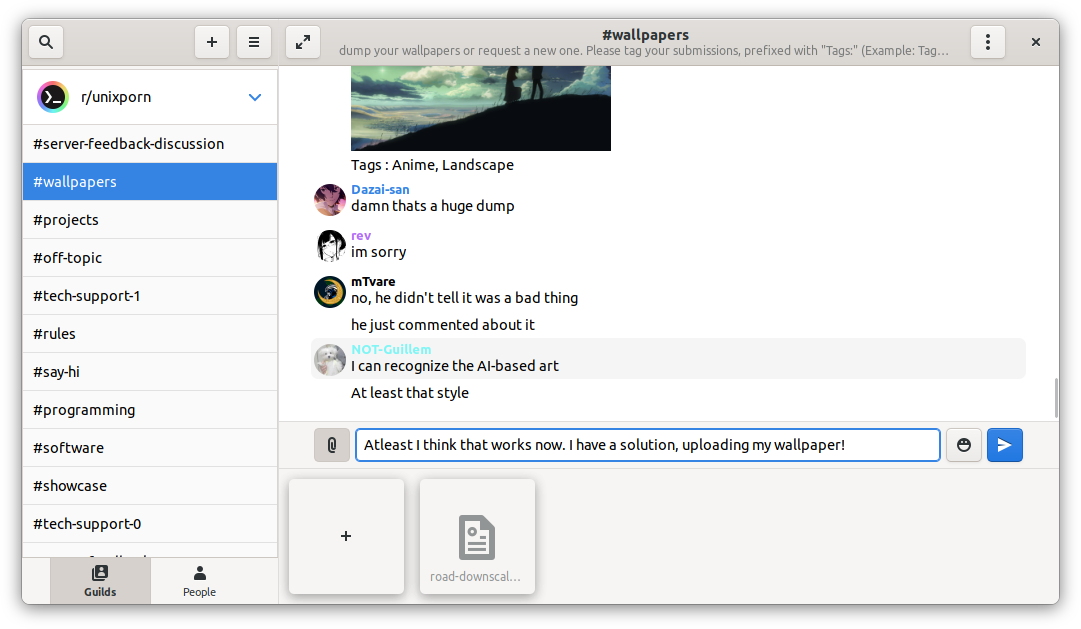 #wallpapers
dump your wallpapers or request a new one. Please tag your submissions, prefixed with "Tags:" (Example: Tag…
r/unixporn
#server-feedback-discussion
#wallpapers
#projects
#off-topic
#tech-support-1
#rules
#say-hi
#programming
#software
#showcase
#tech-support-0
Guilds
People
Tags : Anime, Landscape
Dazai-san
damn thats a huge dump
rev
im sorry
mTvare
no, he didn't tell it was a bad thing
he just commented about it
NOT-Guillem
I can recognize the AI-based art
At least that style
Atleast I think that works now. I have a solution, uploading my wallpaper!
road-downscal…